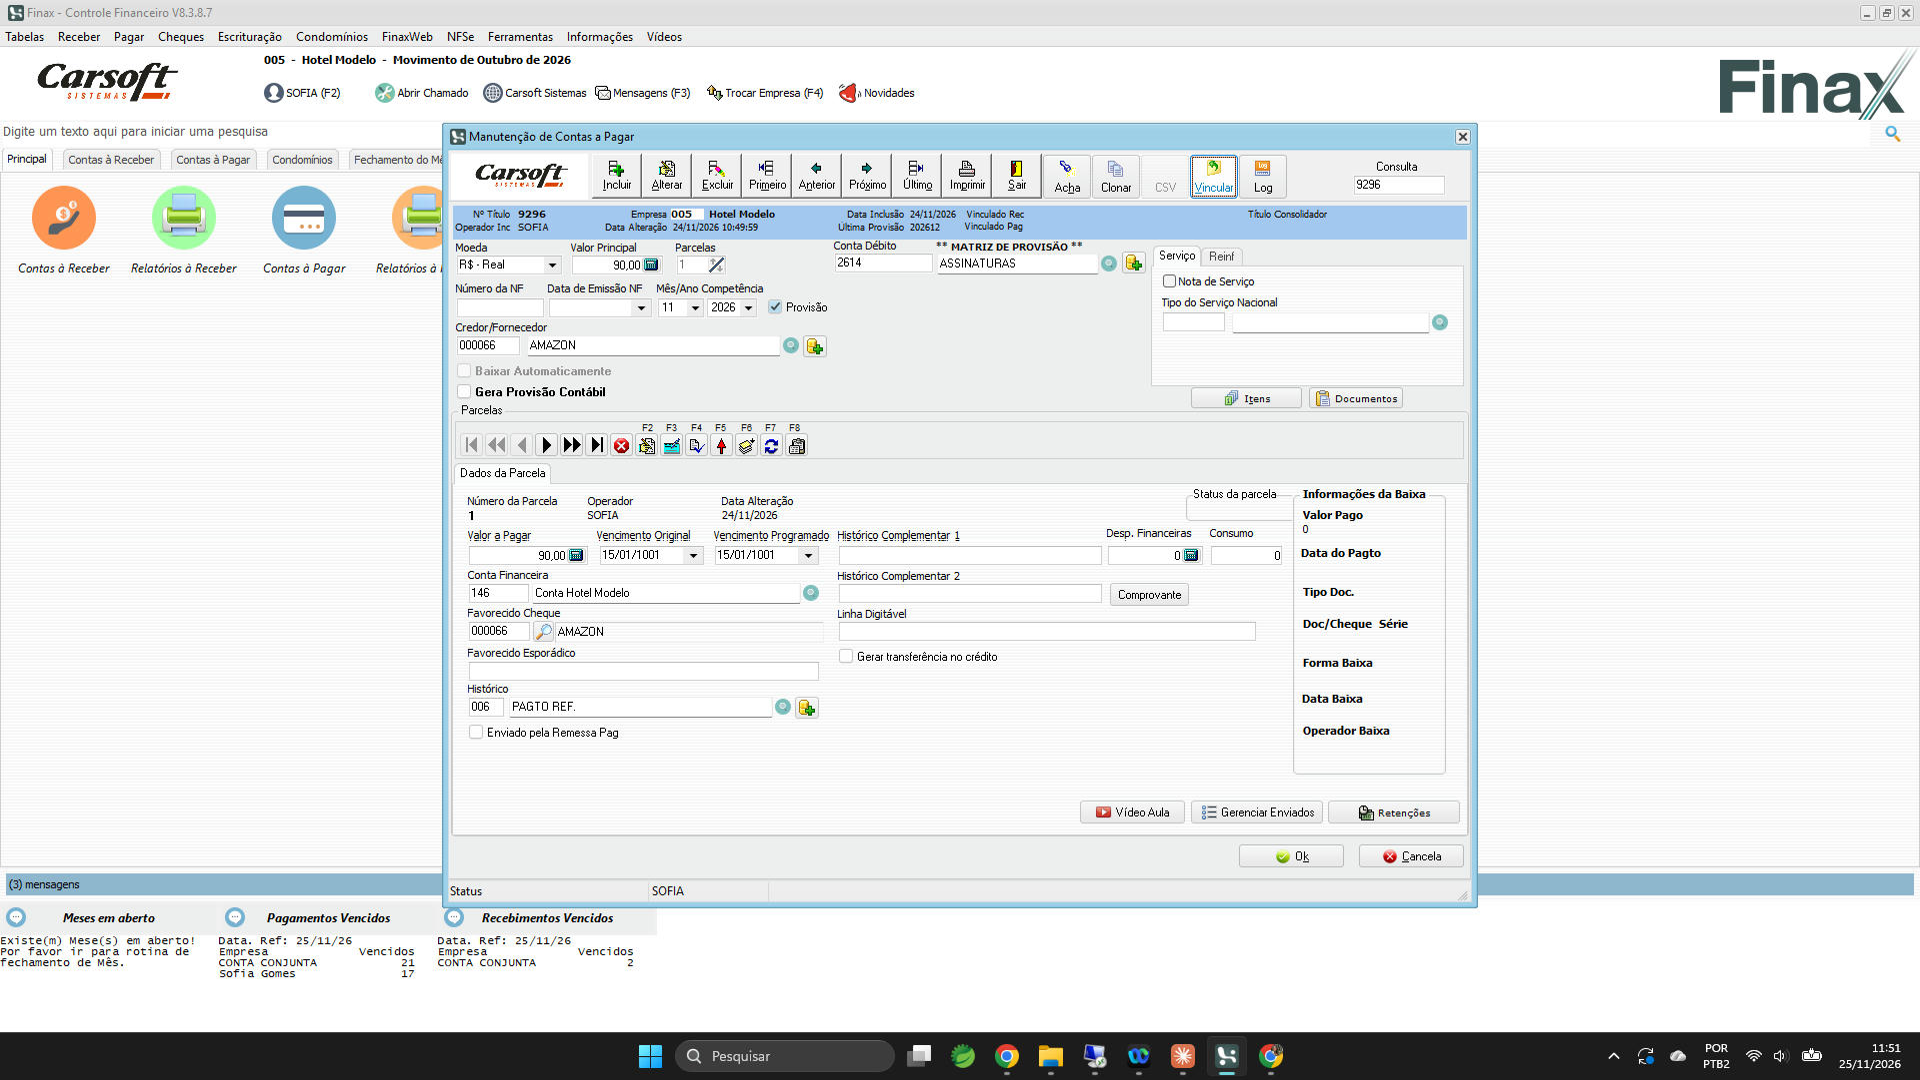 Finax - Controle Financeiro V8.3.8.7
Tabelas Receber Pagar Cheques Escrituração Condomínios FinaxWeb NFSe Ferramentas Informações Vídeos
Carsoft
SISTEMAS
005 - Hotel Modelo - Movimento de Outubro de 2026
SOFIA (F2) Abrir Chamado Carsoft Sistemas Mensagens (F3) Trocar Empresa (F4) Novidades
Finax
Digite um texto aqui para iniciar uma pesquisa
Principal Contas à Receber Contas à Pagar Condomínios Fechamento do Mê
Contas à Receber Relatórios à Receber Contas à Pagar Relatórios à
Manutenção de Contas a Pagar
Carsoft
SISTEMAS
Incluir Alterar Excluir Primeiro Anterior Próximo Último Imprimir Sair Acha Clonar CSV Vincular Log
Consulta
9296
Nº Título 9296 Empresa 005 Hotel Modelo Data Inclusão 24/11/2026 Vinculado Rec Título Consolidador
Operador Inc SOFIA Data Alteração 24/11/2026 10:49:59 Última Provisão 202612 Vinculado Pag
Moeda Valor Principal Parcelas Conta Débito ** MATRIZ DE PROVISÃO **
R$ - Real 90,00 1 2614 ASSINATURAS
Serviço Reinf
Nota de Serviço
Tipo do Serviço Nacional
Número da NF Data de Emissão NF Mês/Ano Competência
11 2026 Provisão
Credor/Fornecedor
000066 AMAZON
Baixar Automaticamente
Gera Provisão Contábil
Itens Documentos
Parcelas
F2 F3 F4 F5 F6 F7 F8
Dados da Parcela
Número da Parcela Operador Data Alteração Status da parcela
1 SOFIA 24/11/2026
Valor a Pagar Vencimento Original Vencimento Programado Histórico Complementar 1 Desp. Financeiras Consumo
90,00 15/01/1001 15/01/1001 0 0
Conta Financeira Histórico Complementar 2
146 Conta Hotel Modelo Comprovante
Favorecido Cheque Linha Digitável
000066 AMAZON
Favorecido Esporádico Gerar transferência no crédito
Histórico
006 PAGTO REF.
Enviado pela Remessa Pag
Informações da Baixa
Valor Pago
0
Data do Pagto
Tipo Doc.
Doc/Cheque Série
Forma Baixa
Data Baixa
Operador Baixa
Vídeo Aula Gerenciar Enviados Retenções
Ok Cancela
Status SOFIA
(3) mensagens
Meses em aberto
Existe(m) Mese(s) em aberto!
Por favor ir para rotina de
fechamento de Mês.
Pagamentos Vencidos
Data. Ref: 25/11/26
Empresa Vencidos
CONTA CONJUNTA 21
Sofia Gomes 17
Recebimentos Vencidos
Data. Ref: 25/11/26
Empresa Vencidos
CONTA CONJUNTA 2
Pesquisar
POR
PTB2
11:51
25/11/2026